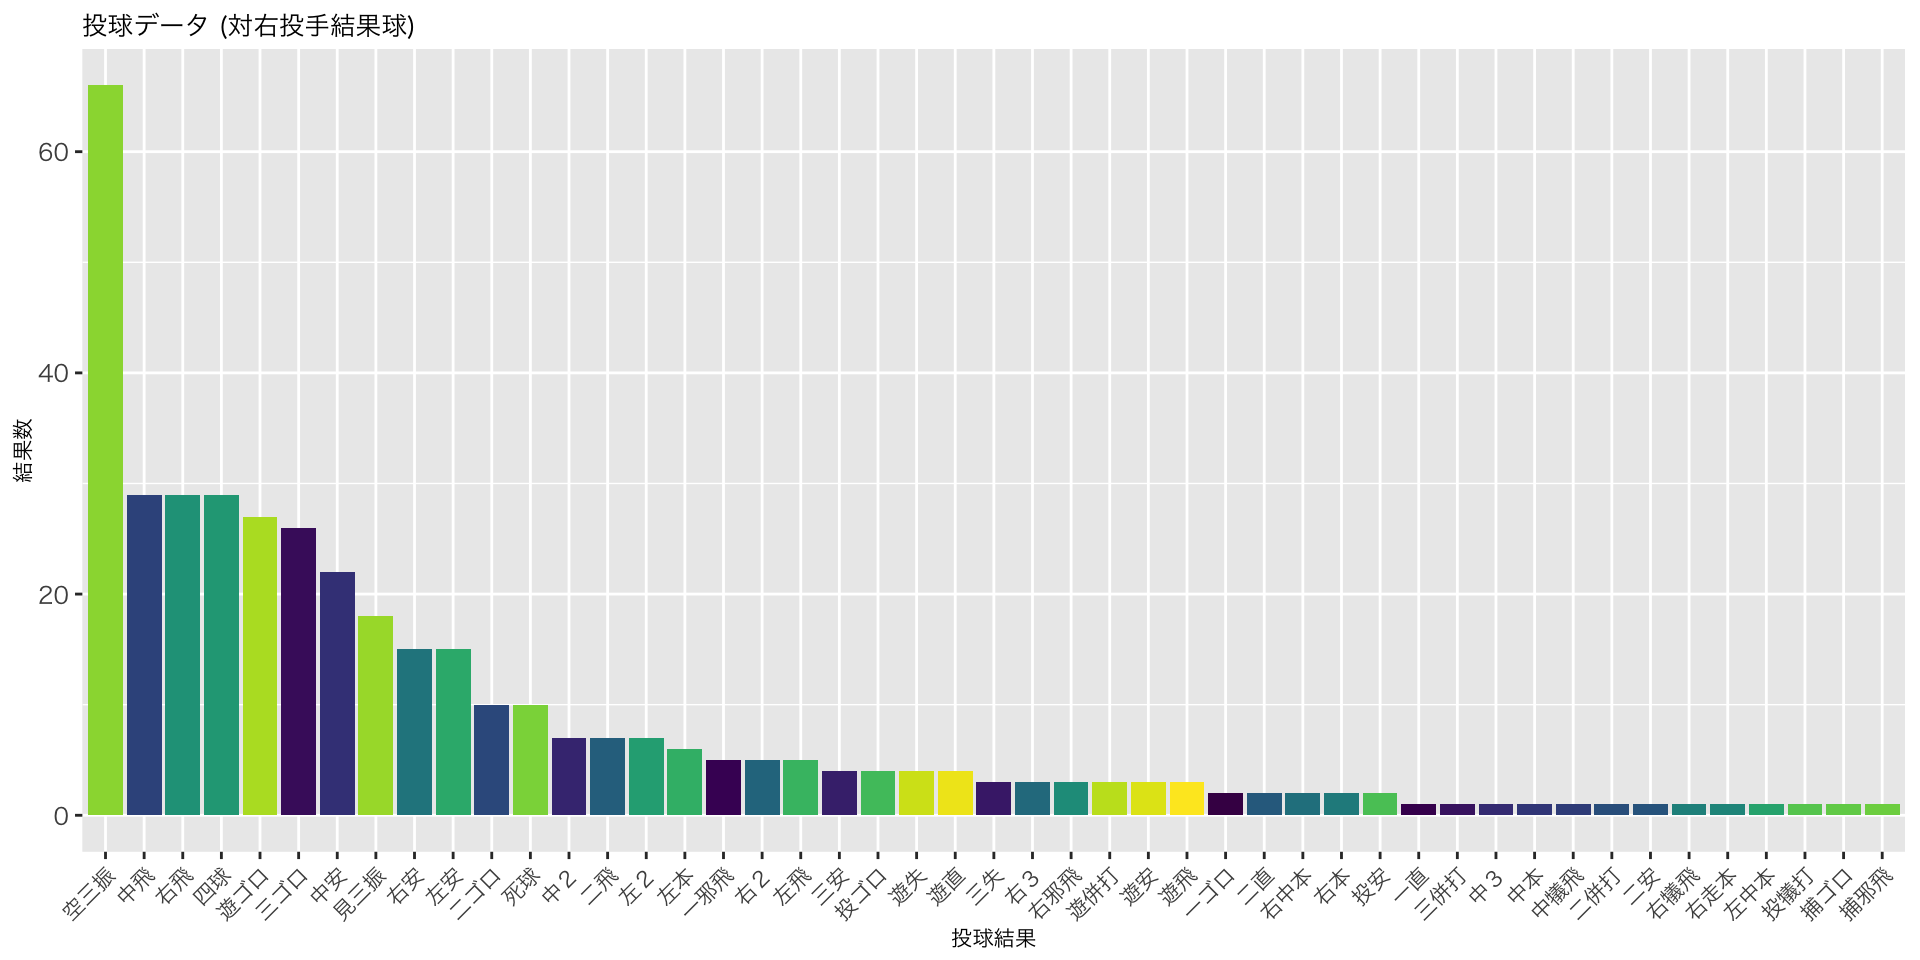 投球データ (対右投手結果球)
結果数
60
40
20
0
空三振
中飛
右飛
四球
遊ゴロ
三ゴロ
中安
見三振
右安
左安
二ゴロ
死球
中２
二飛
左２
左本
一邪飛
右２
左飛
三安
投ゴロ
遊失
遊直
三失
右３
右邪飛
遊併打
遊安
遊飛
一ゴロ
二直
右中本
右本
投安
一直
三併打
中３
中本
中犠飛
二併打
二安
右犠飛
右走本
左中本
投犠打
捕ゴロ
捕邪飛
投球結果